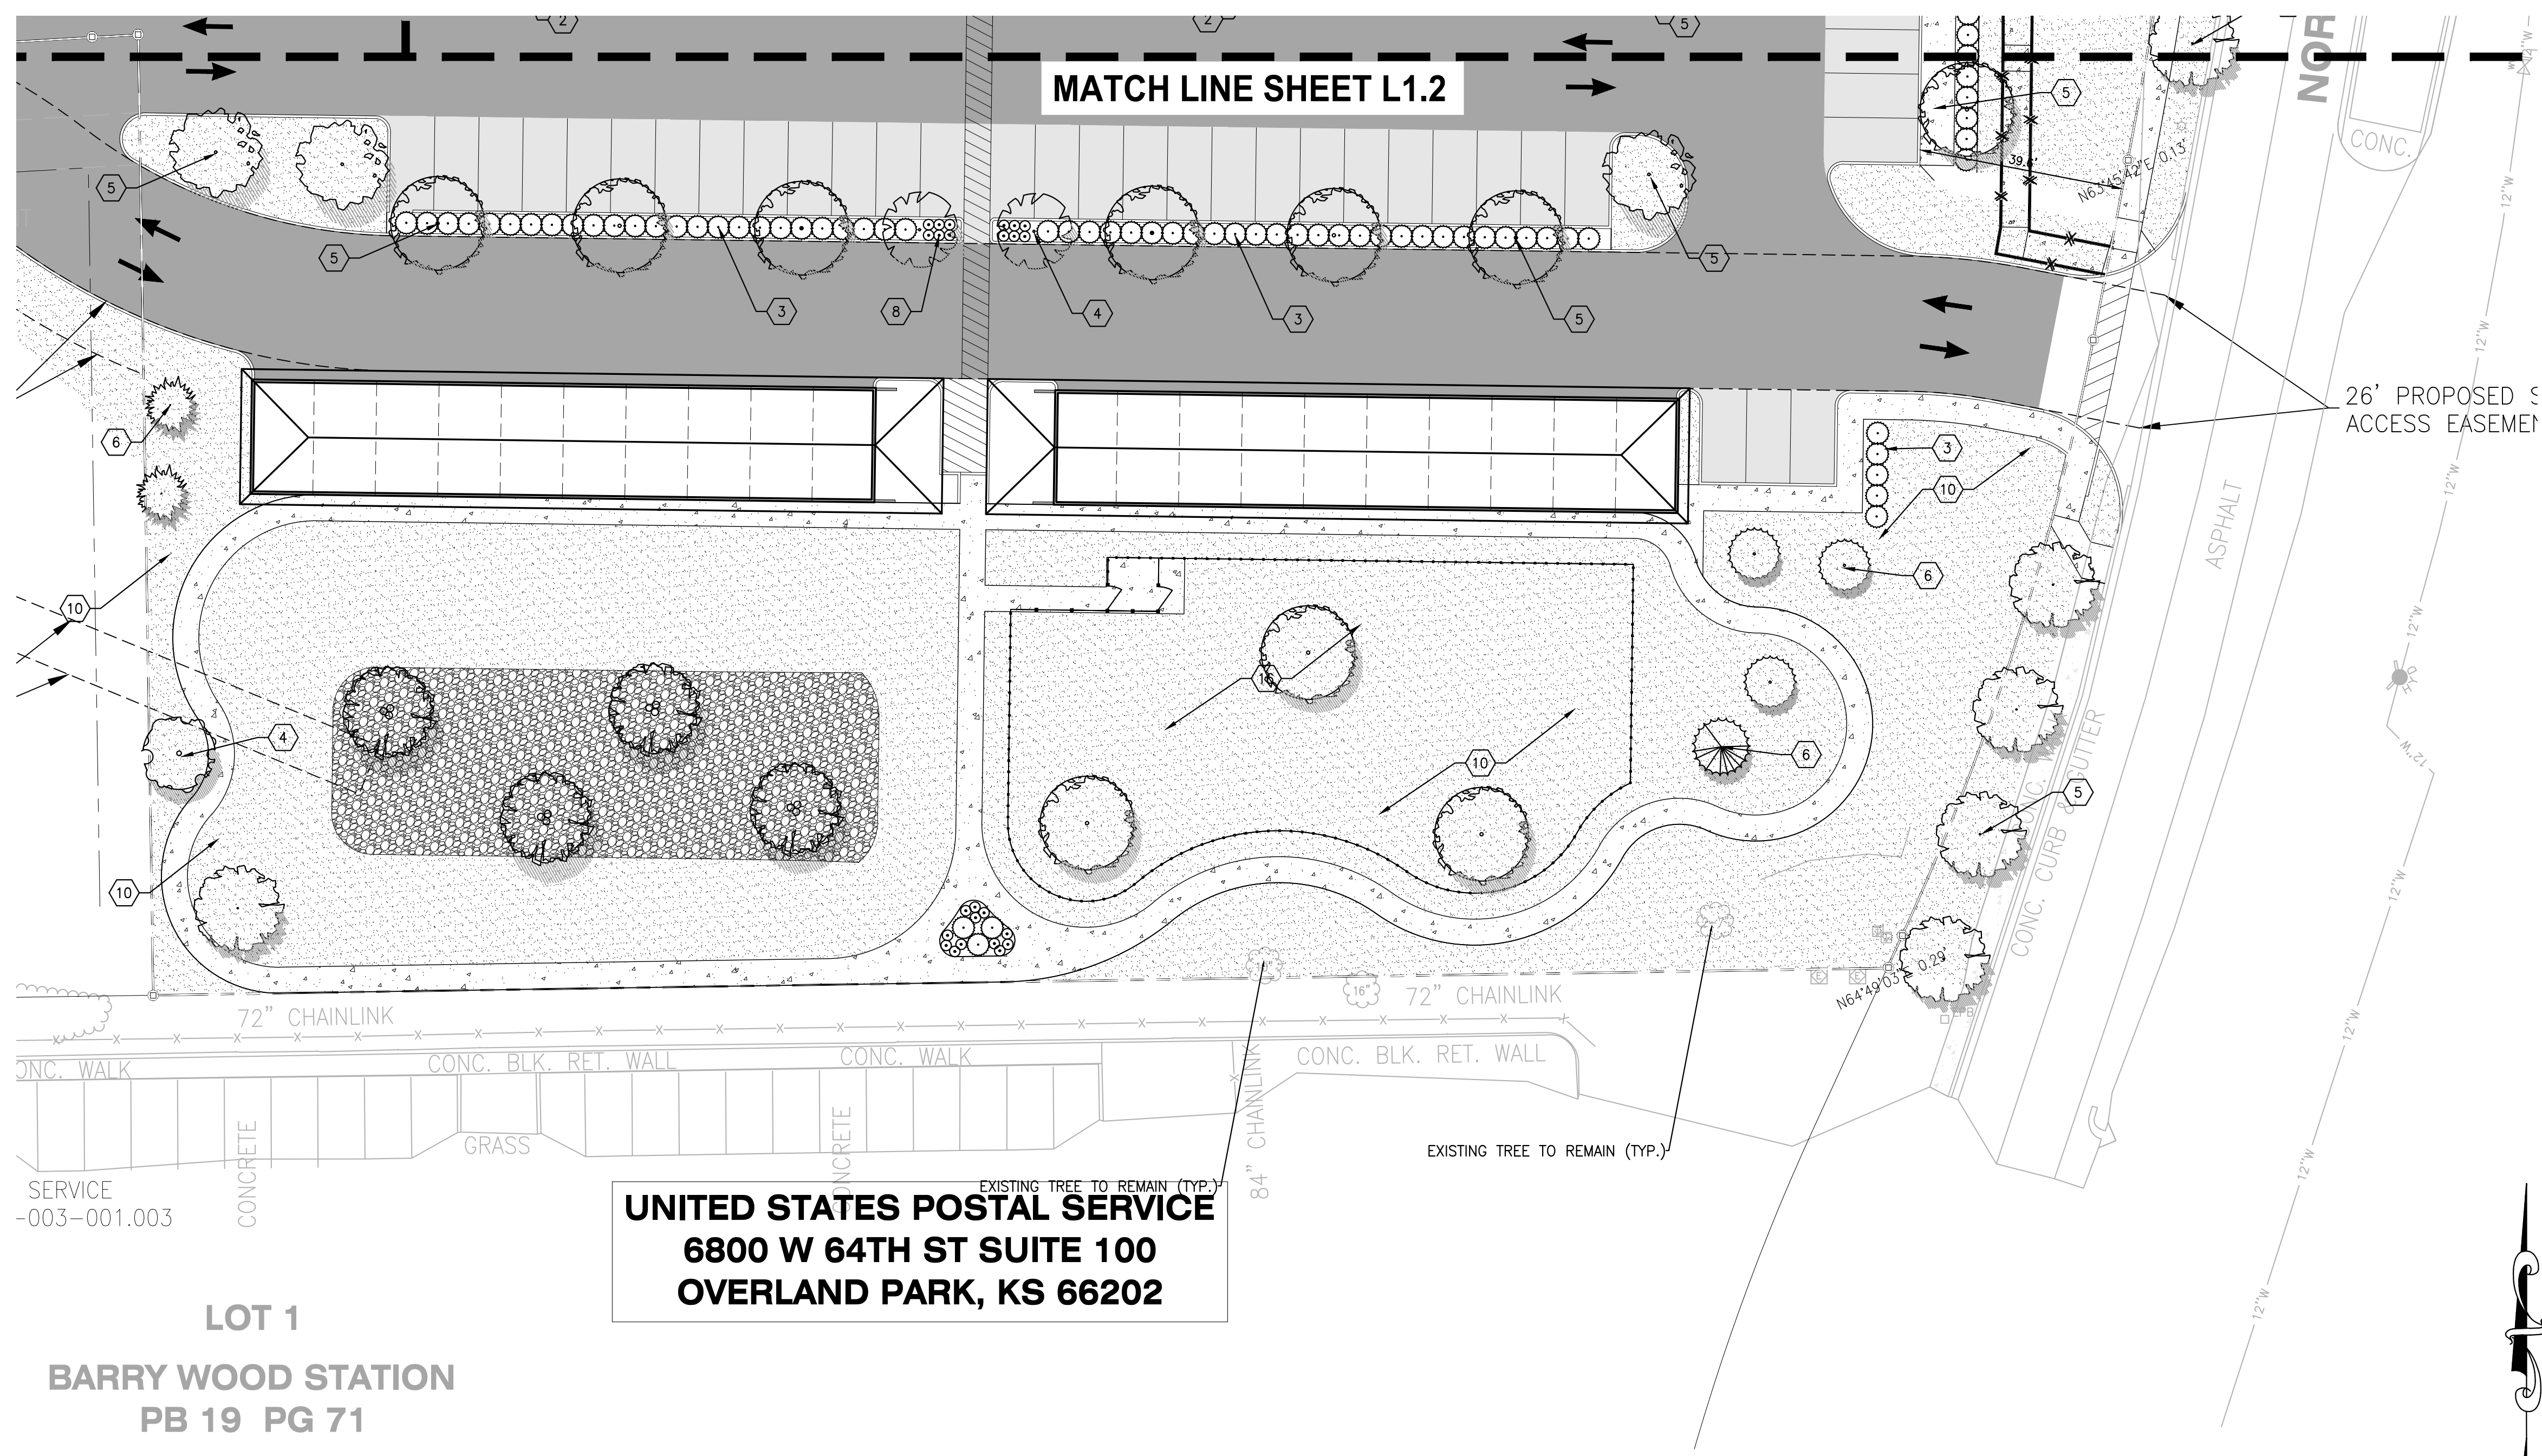 2
2
5
MATCH LINE SHEET L1.2
NOR
12"W
5
39.6'
N63°45'42"E 0.13'
CONC.
12"W
5
5
5
3
8
4
3
5
12"W
26' PROPOSED S
ACCESS EASEMEN
6
3
10
12"W
ASPHALT
6
10
12"W
16
10
6
4
5
12"W
CONC. CURB & GUTTER
10
12"W
N64°49'03"E 0.29'
16"
72" CHAINLINK
72" CHAINLINK
12"W
ONC. WALK
CONC. BLK. RET. WALL
CONC. WALK
CONC. BLK. RET. WALL
84" CHAINLINK
CONCRETE
GRASS
CONCRETE
EXISTING TREE TO REMAIN (TYP.)
12"W
EXISTING TREE TO REMAIN (TYP.)
SERVICE
-003-001.003
UNITED STATES POSTAL SERVICE
6800 W 64TH ST SUITE 100
OVERLAND PARK, KS 66202
12"W
LOT 1
BARRY WOOD STATION
PB 19 PG 71